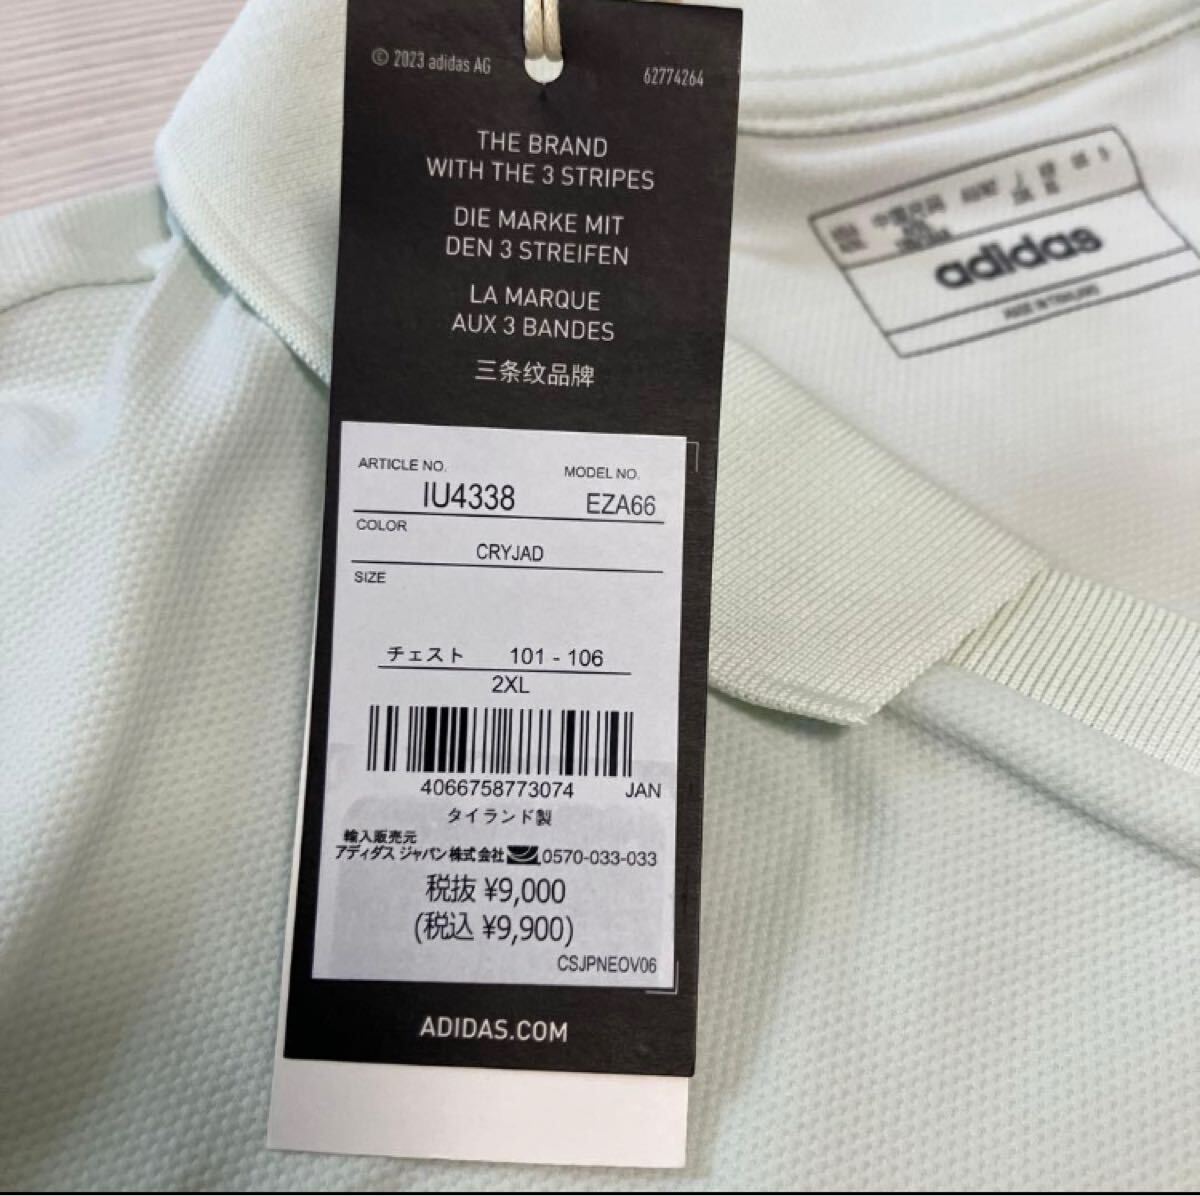 © 2023 adidas AG
62774264
THE BRAND
WITH THE 3 STRIPES
DIE MARKE MIT
DEN 3 STREIFEN
LA MARQUE
AUX 3 BANDES
三条纹品牌
ARTICLE NO. MODEL NO.
IU4338 EZA66
COLOR
CRYJAD
SIZE
チェスト 101 - 106
2XL
4066758773074 JAN
タイランド製
輸入販売元
アディダス ジャパン株式会社 0570-033-033
税抜 ¥9,000
(税込 ¥9,900)
CSJPNEOV06
ADIDAS.COM
adidas
MADE IN THAILAND